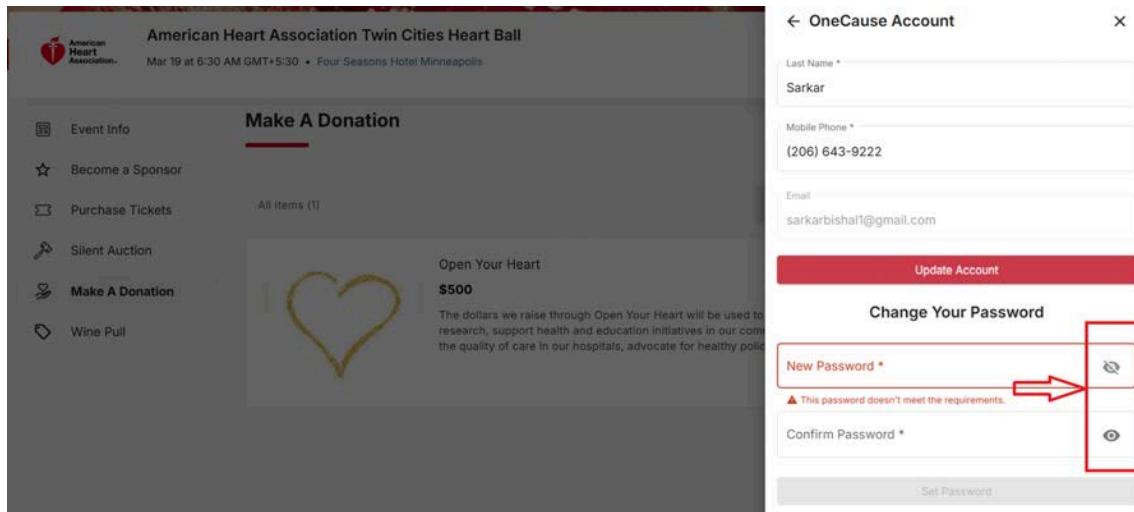 American
Heart
Association.
American Heart Association Twin Cities Heart Ball
Mar 19 at 6:30 AM GMT+5:30 • Four Seasons Hotel Minneapolis
Event Info
Become a Sponsor
Purchase Tickets
Silent Auction
Make A Donation
Wine Pull
Make A Donation
All items (1)
Open Your Heart
$500
The dollars we raise through Open Your Heart will be used to
research, support health and education initiatives in our com
the quality of care in our hospitals, advocate for healthy polic
OneCause Account
Last Name *
Sarkar
Mobile Phone *
(206) 643-9222
Email
sarkarbishal1@gmail.com
Update Account
Change Your Password
New Password *
This password doesn't meet the requirements.
Confirm Password *
Set Password